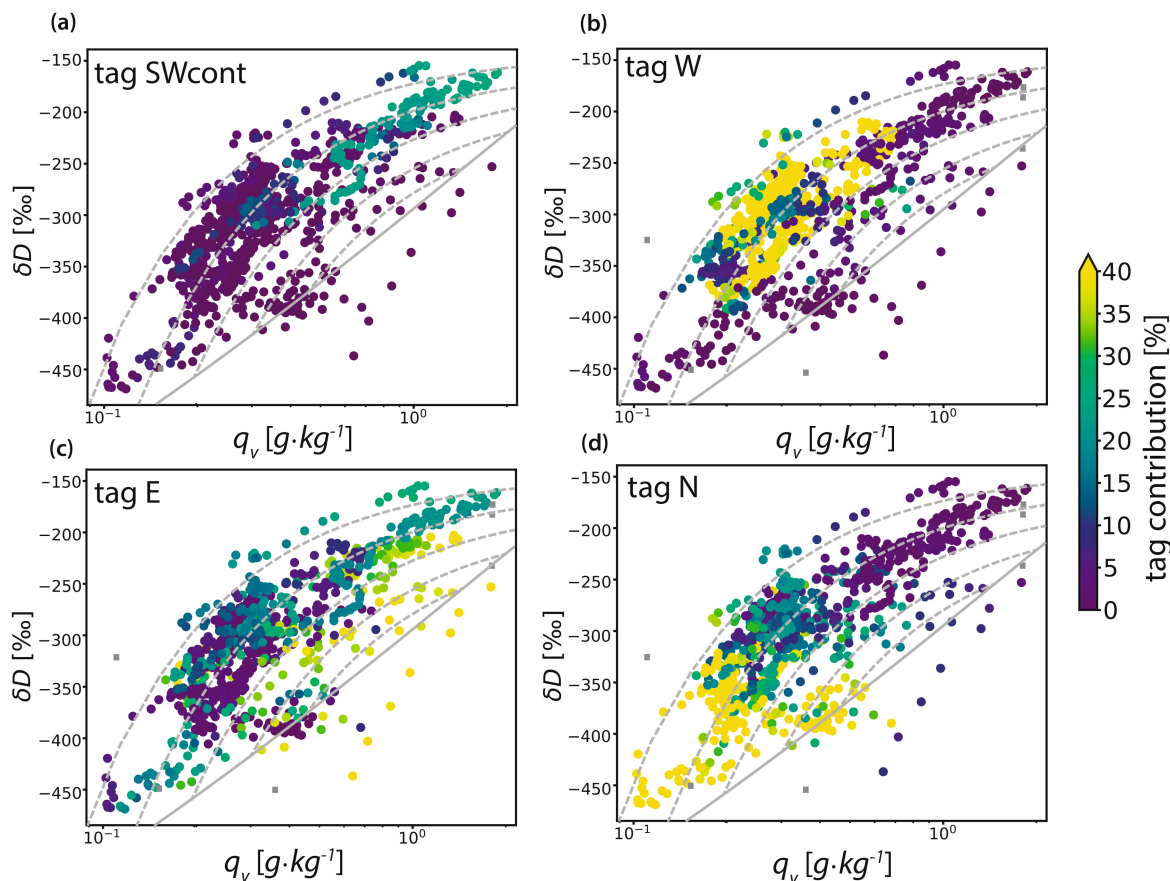 (a)
(b)
tag SWcont
tag W
−150
−200
−250
−300
−350
−400
−450
δD [‰]
10⁻¹
10⁰
q_v [g·kg⁻¹]
−150
−200
−250
−300
−350
−400
−450
δD [‰]
10⁻¹
10⁰
q_v [g·kg⁻¹]
(c)
(d)
tag E
tag N
−150
−200
−250
−300
−350
−400
−450
δD [‰]
10⁻¹
10⁰
q_v [g·kg⁻¹]
−150
−200
−250
−300
−350
−400
−450
δD [‰]
10⁻¹
10⁰
q_v [g·kg⁻¹]
40
35
30
25
20
15
10
5
0
tag contribution [%]